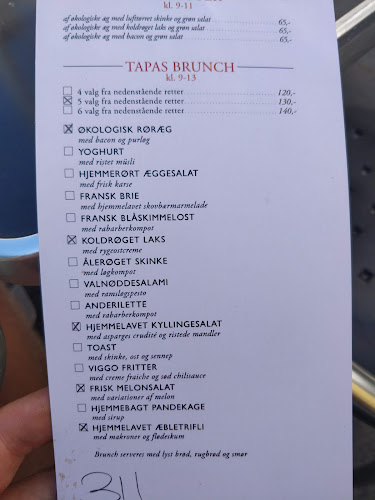 kl. 9-11
af økologiske æg med lufttørret skinke og grøn salat 65,-
af økologiske æg med koldrøget laks og grøn salat 65,-
af økologiske æg med bacon og grøn salat 65,-
TAPAS BRUNCH
kl. 9-13
4 valg fra nedenstående retter 120,-
5 valg fra nedenstående retter 130,-
6 valg fra nedenstående retter 140,-
ØKOLOGISK RØRÆG
med bacon og purløg
YOGHURT
med ristet müsli
HJEMMERØRT ÆGGESALAT
med frisk karse
FRANSK BRIE
med hjemmelavet skovbærmarmelade
FRANSK BLÅSKIMMELOST
med rabarberkompot
KOLDRØGET LAKS
med rygeostcreme
ÅLERØGET SKINKE
med løgkompot
VALNØDDESALAMI
med ramsløgspesto
ANDERILETTE
med rabarberkompot
HJEMMELAVET KYLLINGESALAT
med asparges crudité og ristede mandler
TOAST
med skinke, ost og sennep
VIGGO FRITTER
med creme fraiche og sød chilisauce
FRISK MELONSALAT
med variationer af melon
HJEMMEBAGT PANDEKAGE
med sirup
HJEMMELAVET ÆBLETRIFLI
med makroner og flødeskum
Brunch serveres med lyst brød, rugbrød og smør
311